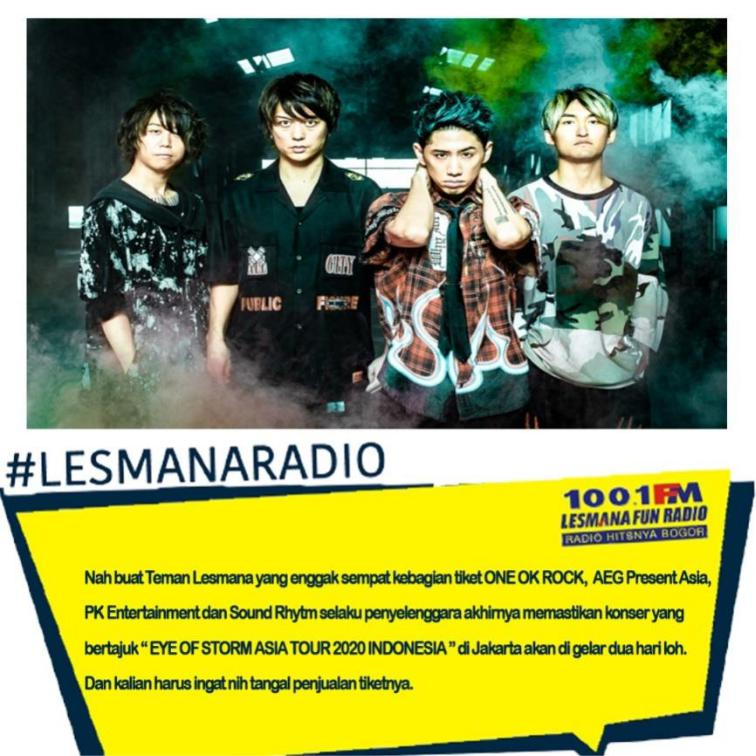 CITY
PUBLIC FIGURE
#LESMANARADIO
100.1FM
LESMANA FUN RADIO
RADIO HITSNYA BOGOR
Nah buat Teman Lesmana yang enggak sempat kebagian tiket ONE OK ROCK, AEG Present Asia,
PK Entertainment dan Sound Rhytm selaku penyelenggara akhirnya memastikan konser yang
bertajuk “ EYE OF STORM ASIA TOUR 2020 INDONESIA ” di Jakarta akan di gelar dua hari loh.
Dan kalian harus ingat nih tangal penjualan tiketnya.